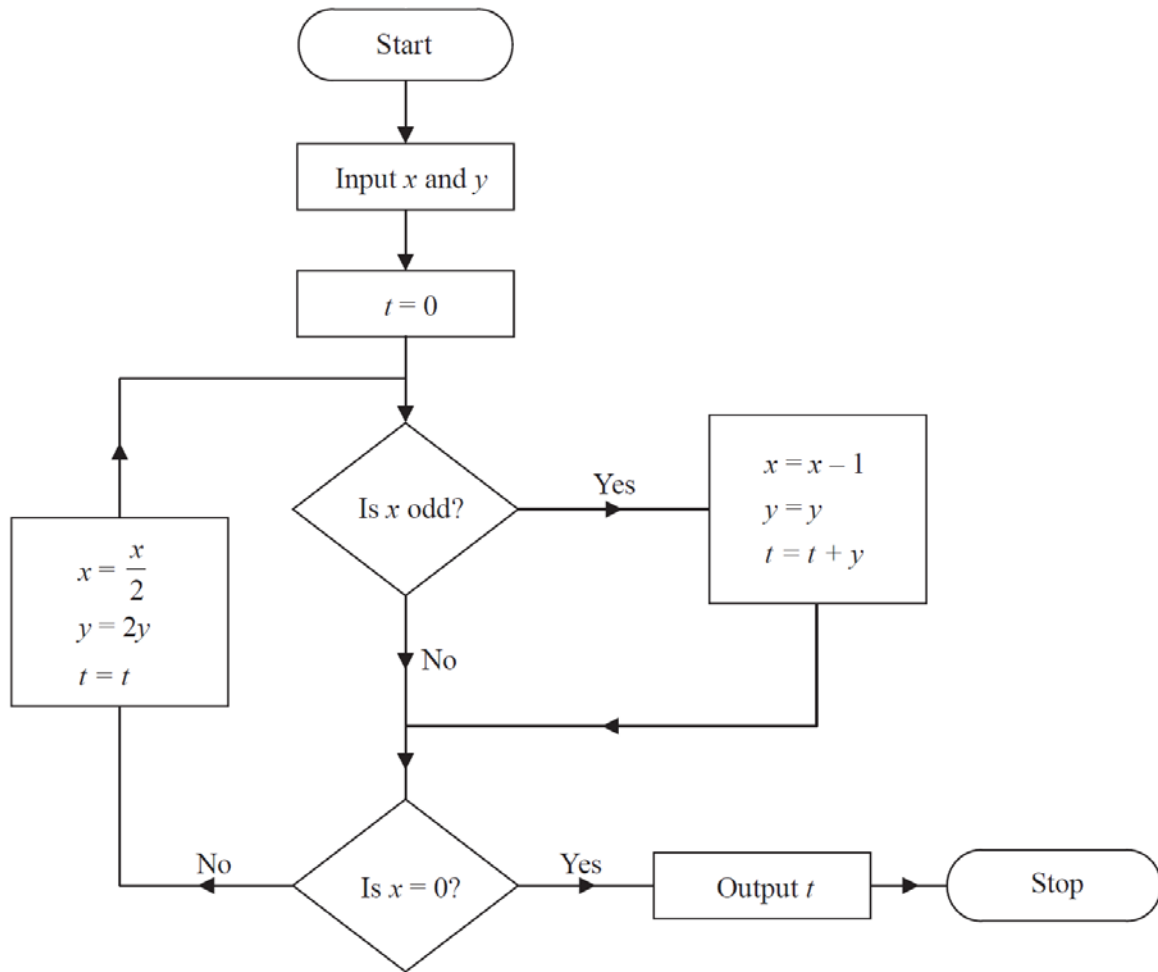 Start
Input x and y
t = 0
Is x odd?
Yes
x = x – 1
y = y
t = t + y
x = x/2
y = 2y
t = t
No
Is x = 0?
No
Yes
Output t
Stop